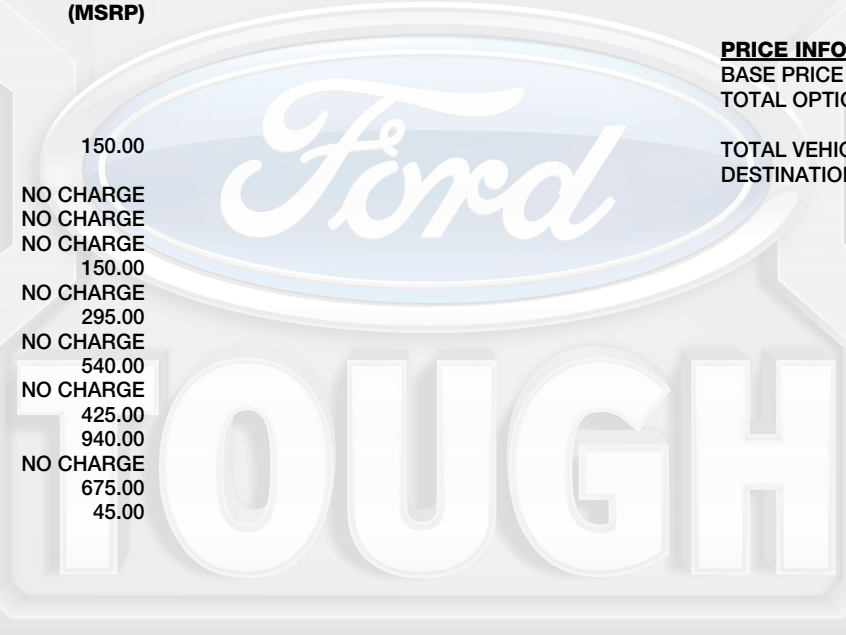 (MSRP)
150.00
NO CHARGE
NO CHARGE
NO CHARGE
150.00
NO CHARGE
295.00
NO CHARGE
540.00
NO CHARGE
425.00
940.00
NO CHARGE
675.00
45.00
PRICE INFO
BASE PRICE
TOTAL OPTIO
TOTAL VEHIC
DESTINATION
Ford
TOUGH